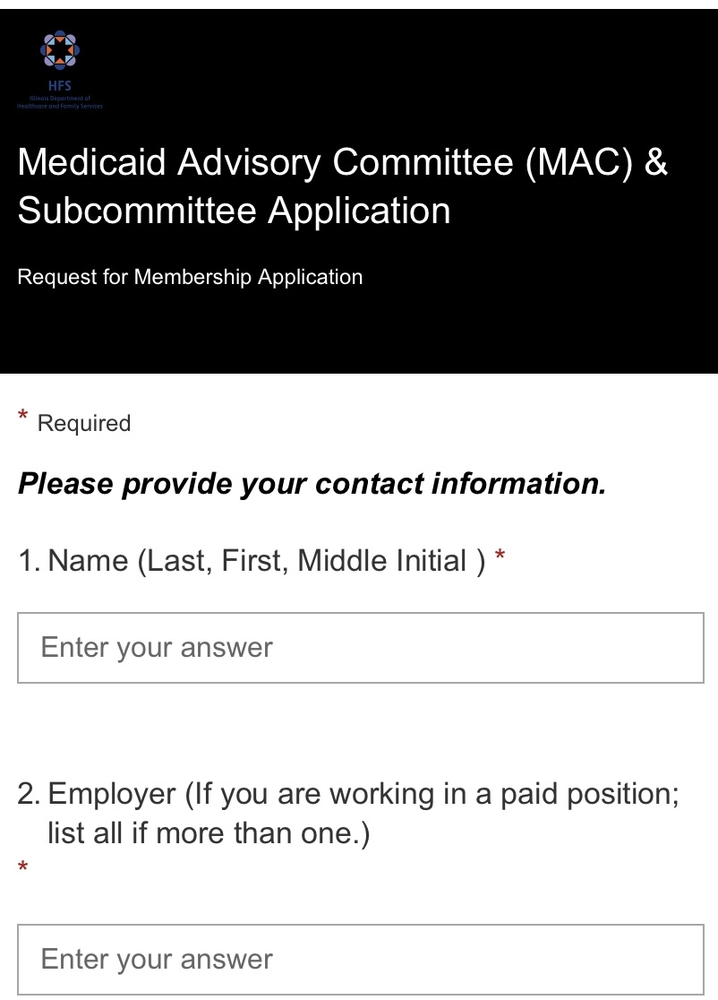 HFS
Illinois Department of
Healthcare and Family Services
Medicaid Advisory Committee (MAC) &
Subcommittee Application
Request for Membership Application
* Required
Please provide your contact information.
1. Name (Last, First, Middle Initial ) *
Enter your answer
2. Employer (If you are working in a paid position;
list all if more than one.)
*
Enter your answer